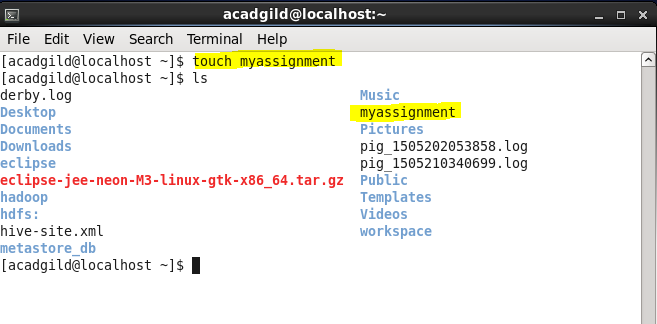 acadgild@localhost:~
File Edit View Search Terminal Help
[acadgild@localhost ~]$ touch myassignment
[acadgild@localhost ~]$ ls
derby.log Music
Desktop myassignment
Documents Pictures
Downloads pig_1505202053858.log
eclipse pig_1505210340699.log
eclipse-jee-neon-M3-linux-gtk-x86_64.tar.gz Public
hadoop Templates
hdfs: Videos
hive-site.xml workspace
metastore_db
[acadgild@localhost ~]$